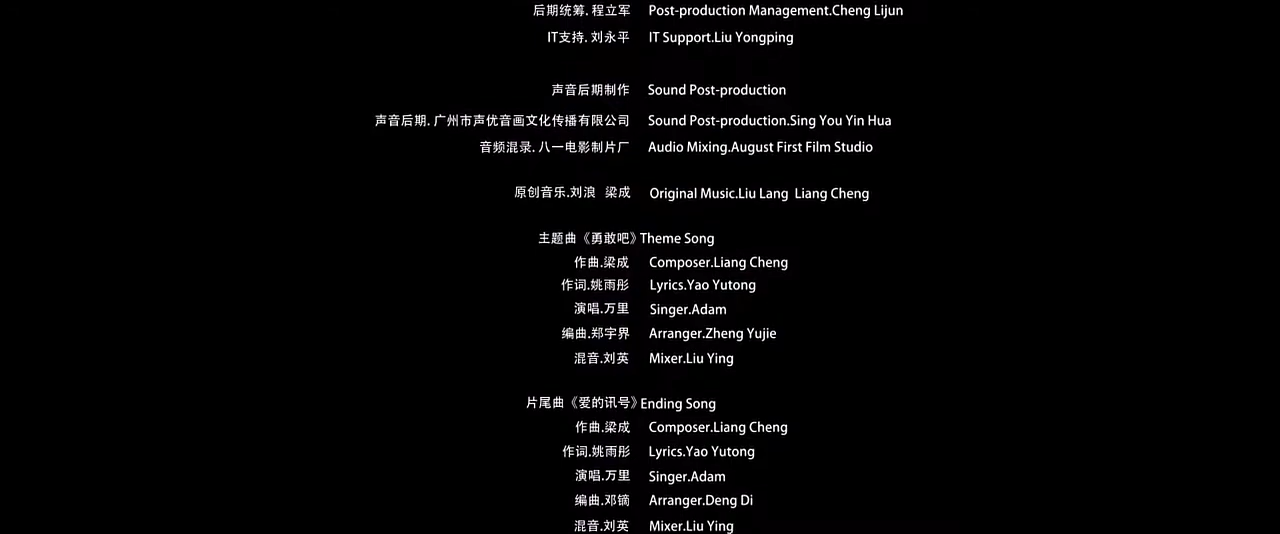 后期统筹.程立军 Post-production Management.Cheng Lijun
IT支持.刘永平 IT Support.Liu Yongping
声音后期制作 Sound Post-production
声音后期.广州市声优音画文化传播有限公司 Sound Post-production.Sing You Yin Hua
音频混录.八一电影制片厂 Audio Mixing.August First Film Studio
原创音乐.刘浪 梁成 Original Music.Liu Lang Liang Cheng
主题曲《勇敢吧》Theme Song
作曲.梁成 Composer.Liang Cheng
作词.姚雨彤 Lyrics.Yao Yutong
演唱.万里 Singer.Adam
编曲.郑宇界 Arranger.Zheng Yujie
混音.刘英 Mixer.Liu Ying
片尾曲《爱的讯号》Ending Song
作曲.梁成 Composer.Liang Cheng
作词.姚雨彤 Lyrics.Yao Yutong
演唱.万里 Singer.Adam
编曲.邓镝 Arranger.Deng Di
混音.刘英 Mixer.Liu Ying